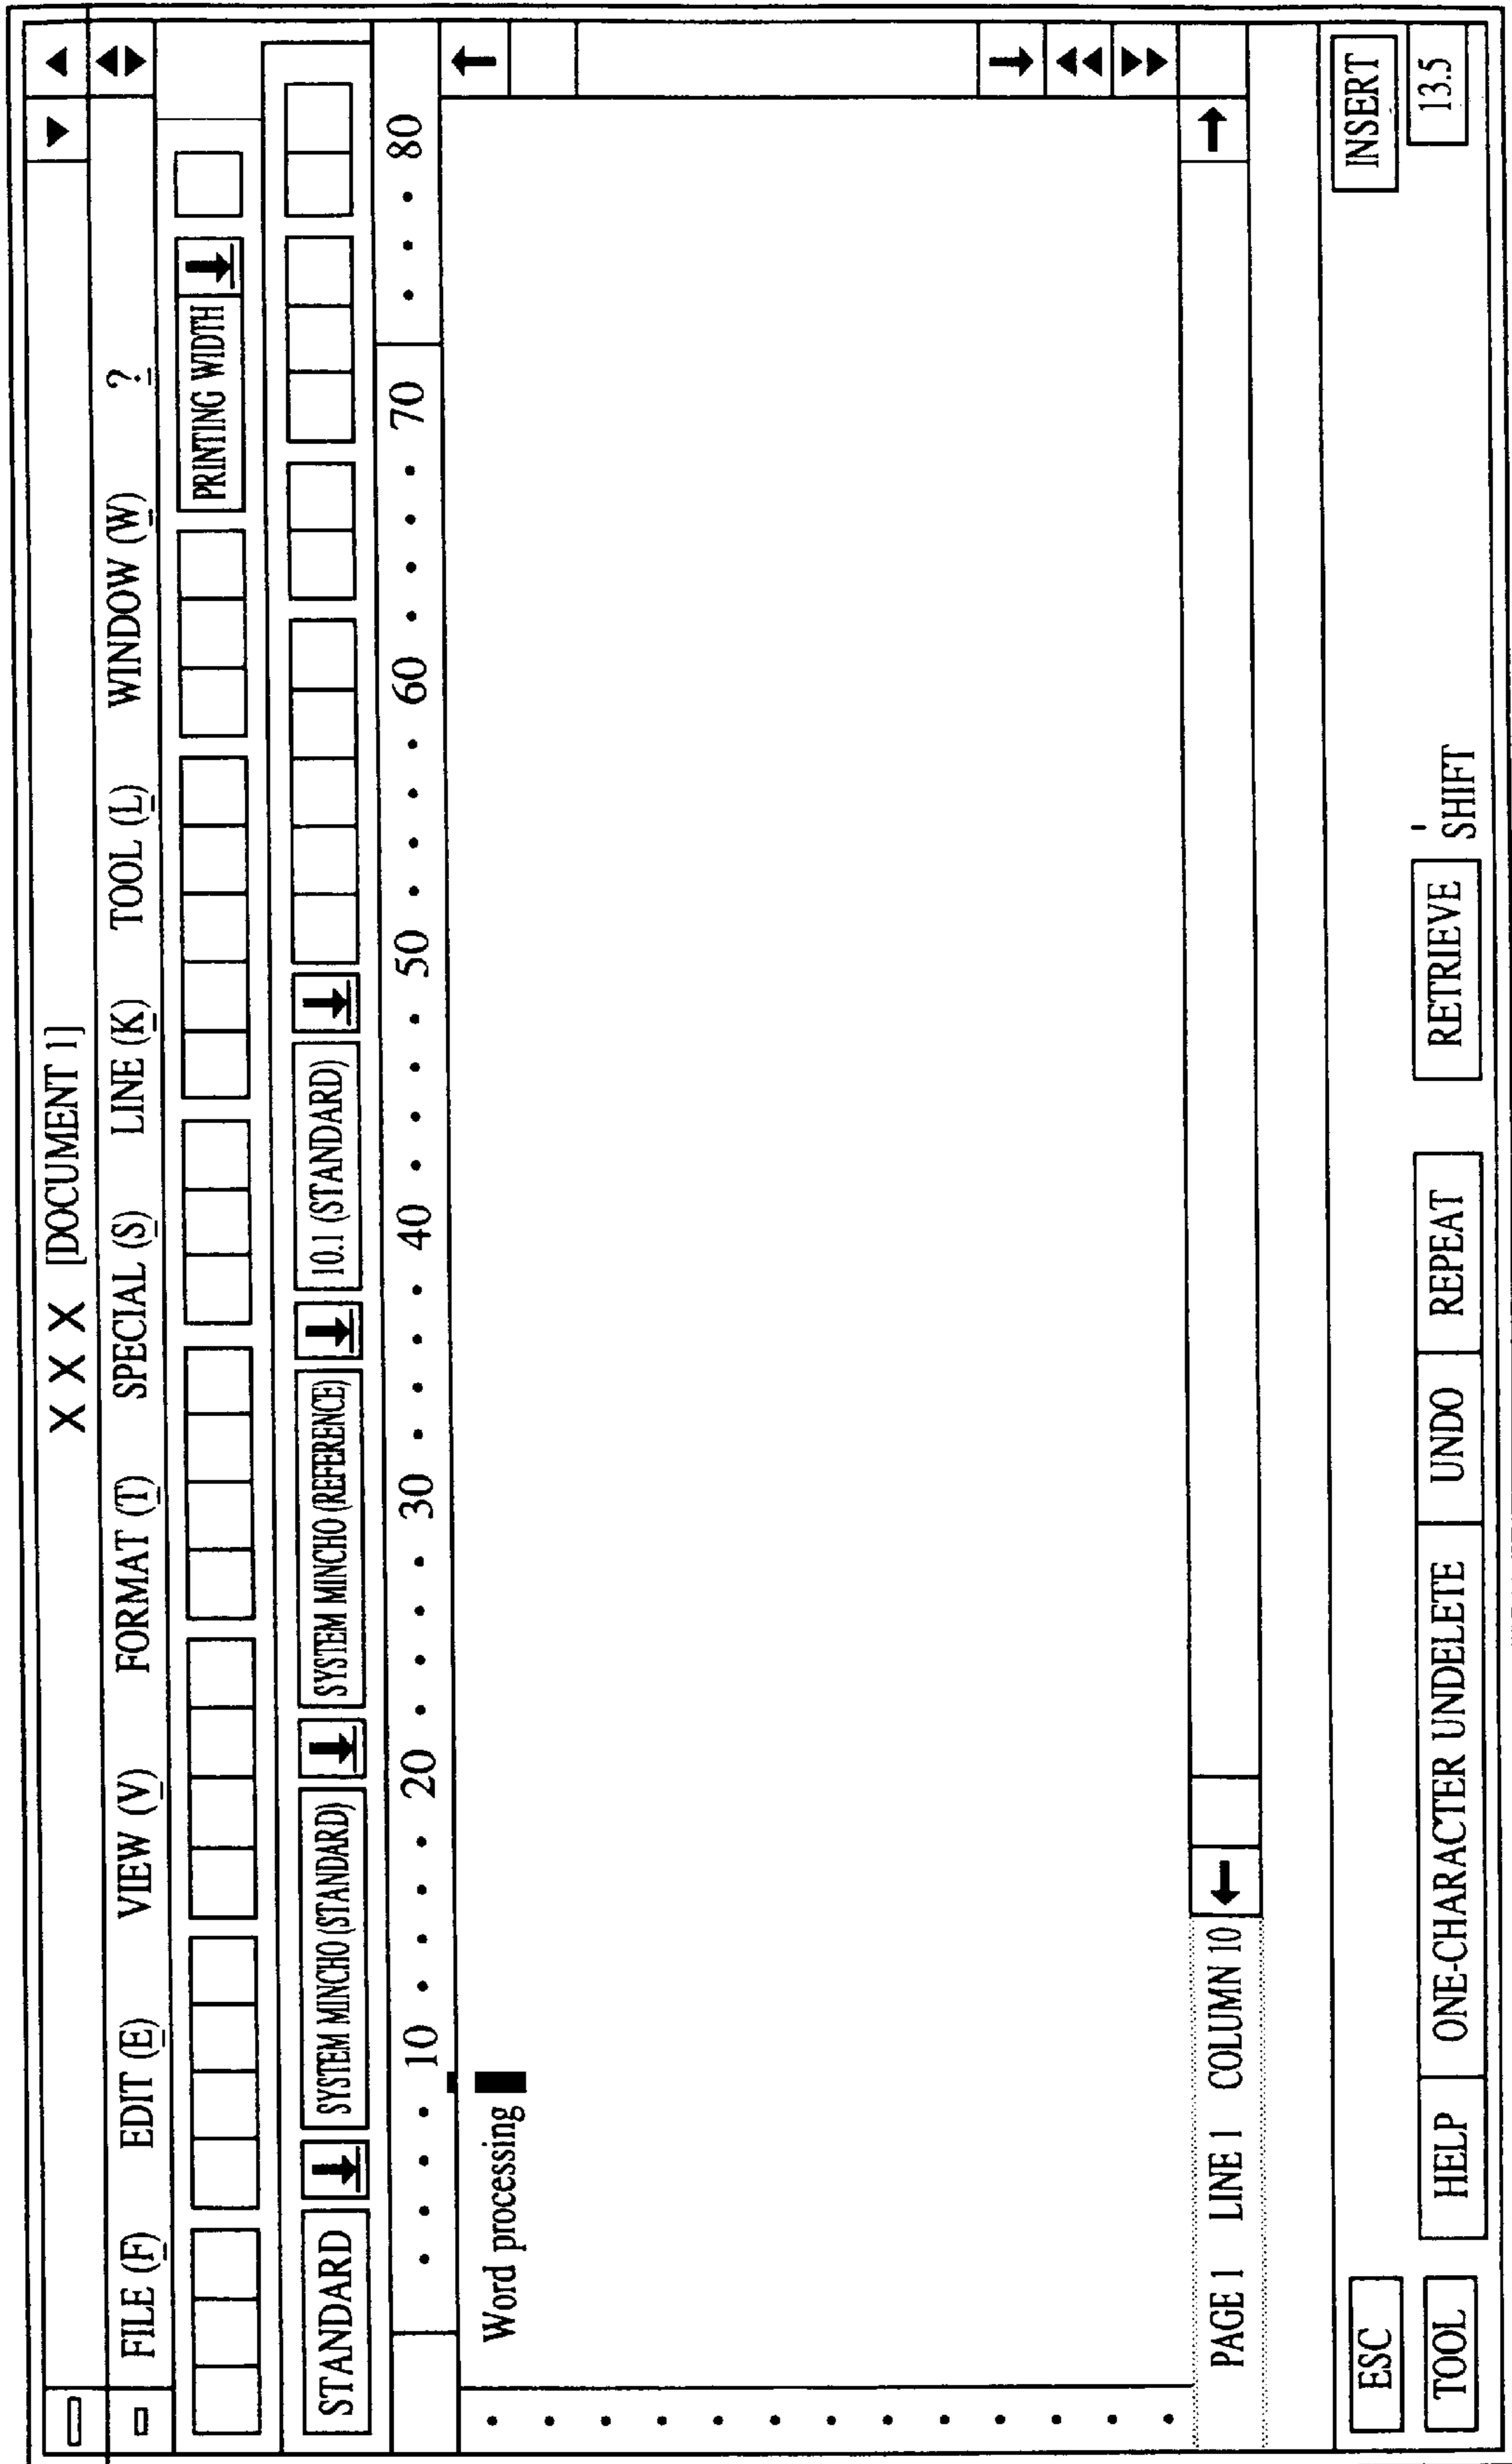 X X X [DOCUMENT 1]
FILE (F) EDIT (E) VIEW (V) FORMAT (T) SPECIAL (S) LINE (K) TOOL (L) WINDOW (W) ?
PRINTING WIDTH
STANDARD SYSTEM MINCHO (STANDARD) SYSTEM MINCHO (REFERENCE) 10.1 (STANDARD)
10 20 30 40 50 60 70 80
Word processing
PAGE 1 LINE 1 COLUMN 10
ESC INSERT
TOOL HELP ONE-CHARACTER UNDELETE UNDO REPEAT RETRIEVE SHIFT 13.5